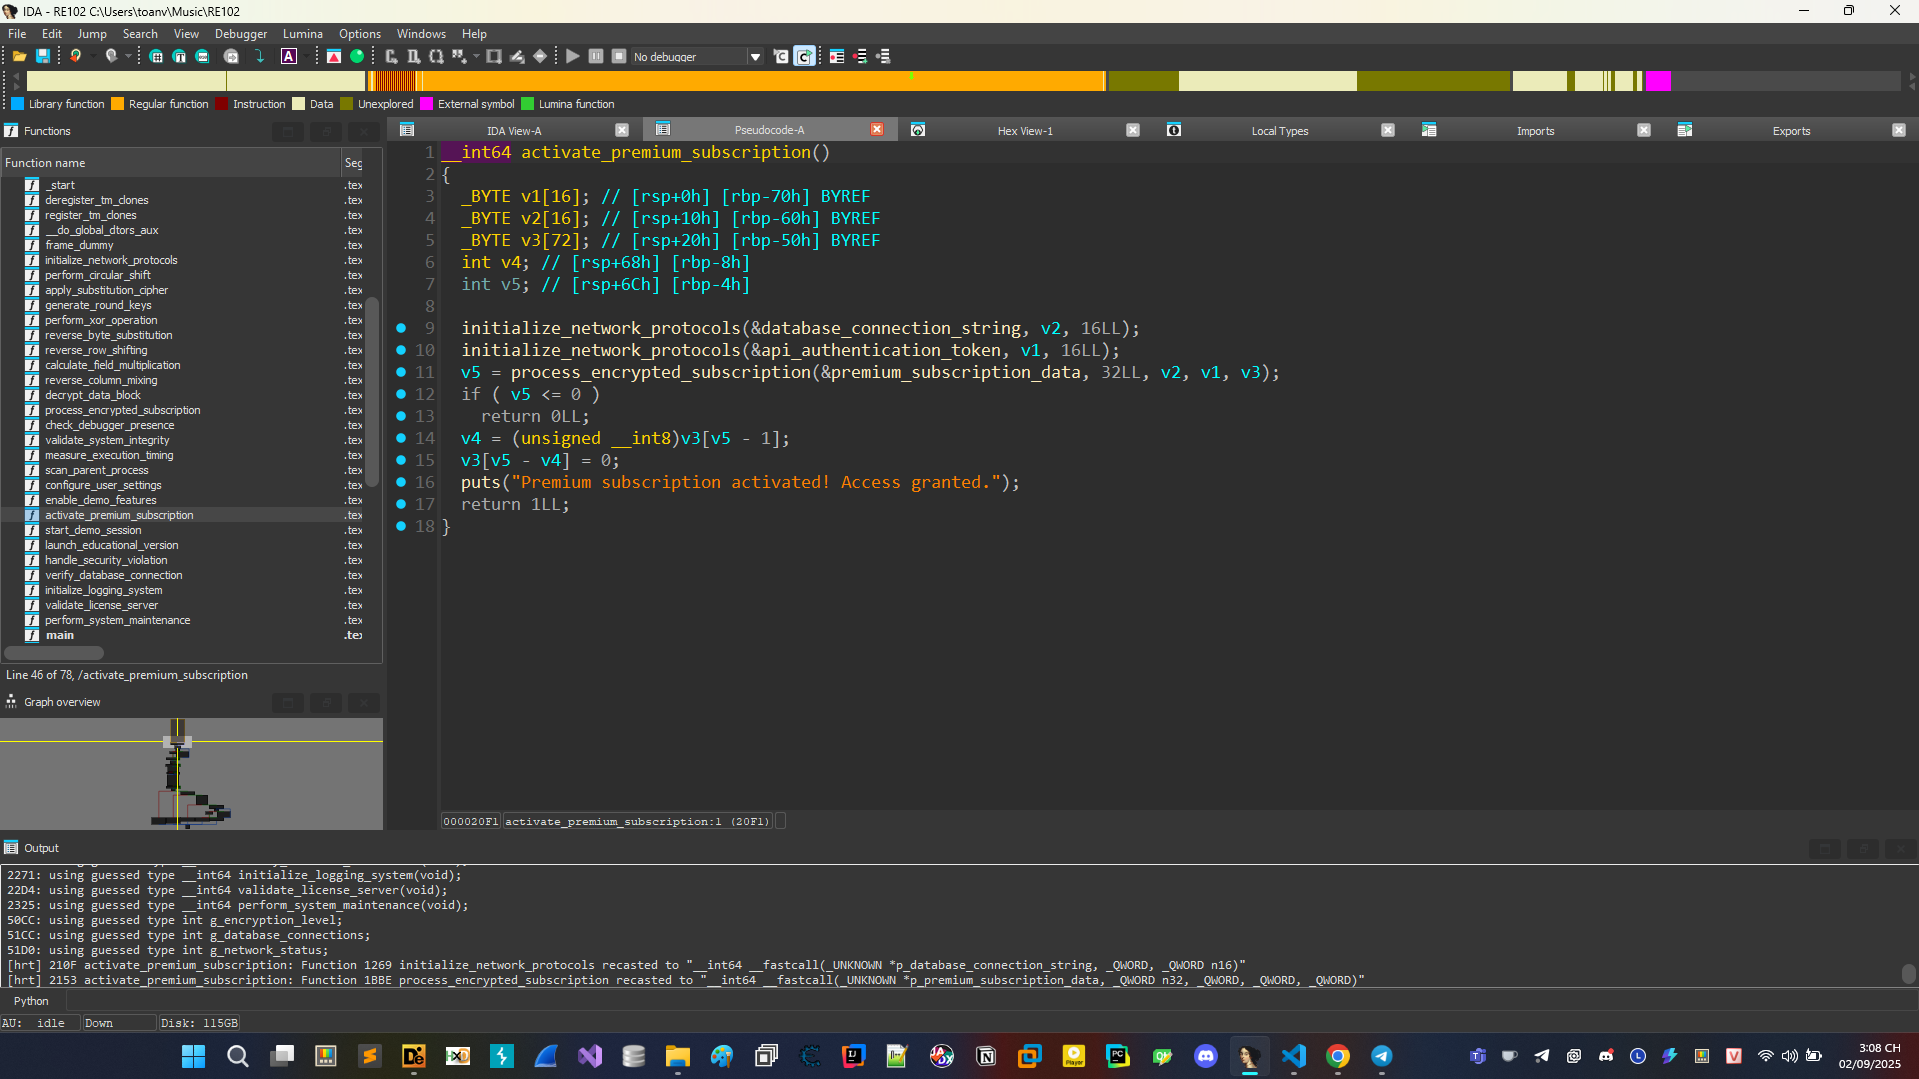 IDA - RE102 C:\Users\toanv\Music\RE102
File Edit Jump Search View Debugger Lumina Options Windows Help
No debugger
Library function Regular function Instruction Data Unexplored External symbol Lumina function
Functions
IDA View-A Pseudocode-A Hex View-1 Local Types Imports Exports
Function name Seg
_start .tex
deregister_tm_clones .tex
register_tm_clones .tex
__do_global_dtors_aux .tex
frame_dummy .tex
initialize_network_protocols .tex
perform_circular_shift .tex
apply_substitution_cipher .tex
generate_round_keys .tex
perform_xor_operation .tex
reverse_byte_substitution .tex
reverse_row_shifting .tex
calculate_field_multiplication .tex
reverse_column_mixing .tex
decrypt_data_block .tex
process_encrypted_subscription .tex
check_debugger_presence .tex
validate_system_integrity .tex
measure_execution_timing .tex
scan_parent_process .tex
configure_user_settings .tex
enable_demo_features .tex
activate_premium_subscription .tex
start_demo_session .tex
launch_educational_version .tex
handle_security_violation .tex
verify_database_connection .tex
initialize_logging_system .tex
validate_license_server .tex
perform_system_maintenance .tex
main .tex
Line 46 of 78, /activate_premium_subscription
Graph overview
1 __int64 activate_premium_subscription()
2 {
3 _BYTE v1[16]; // [rsp+0h] [rbp-70h] BYREF
4 _BYTE v2[16]; // [rsp+10h] [rbp-60h] BYREF
5 _BYTE v3[72]; // [rsp+20h] [rbp-50h] BYREF
6 int v4; // [rsp+68h] [rbp-8h]
7 int v5; // [rsp+6Ch] [rbp-4h]
8
9 initialize_network_protocols(&database_connection_string, v2, 16LL);
10 initialize_network_protocols(&api_authentication_token, v1, 16LL);
11 v5 = process_encrypted_subscription(&premium_subscription_data, 32LL, v2, v1, v3);
12 if ( v5 <= 0 )
13 return 0LL;
14 v4 = (unsigned __int8)v3[v5 - 1];
15 v3[v5 - v4] = 0;
16 puts("Premium subscription activated! Access granted.");
17 return 1LL;
18 }
000020F1 activate_premium_subscription:1 (20F1)
Output
2271: using guessed type __int64 initialize_logging_system(void);
22D4: using guessed type __int64 validate_license_server(void);
2325: using guessed type __int64 perform_system_maintenance(void);
50CC: using guessed type int g_encryption_level;
51CC: using guessed type int g_database_connections;
51D0: using guessed type int g_network_status;
[hrt] 210F activate_premium_subscription: Function 1269 initialize_network_protocols recasted to "__int64 __fastcall(_UNKNOWN *p_database_connection_string, _QWORD, _QWORD n16)"
[hrt] 2153 activate_premium_subscription: Function 1BBE process_encrypted_subscription recasted to "__int64 __fastcall(_UNKNOWN *p_premium_subscription_data, _QWORD n32, _QWORD, _QWORD, _QWORD)"
Python
AU: idle Down Disk: 115GB
3:08 CH
02/09/2025